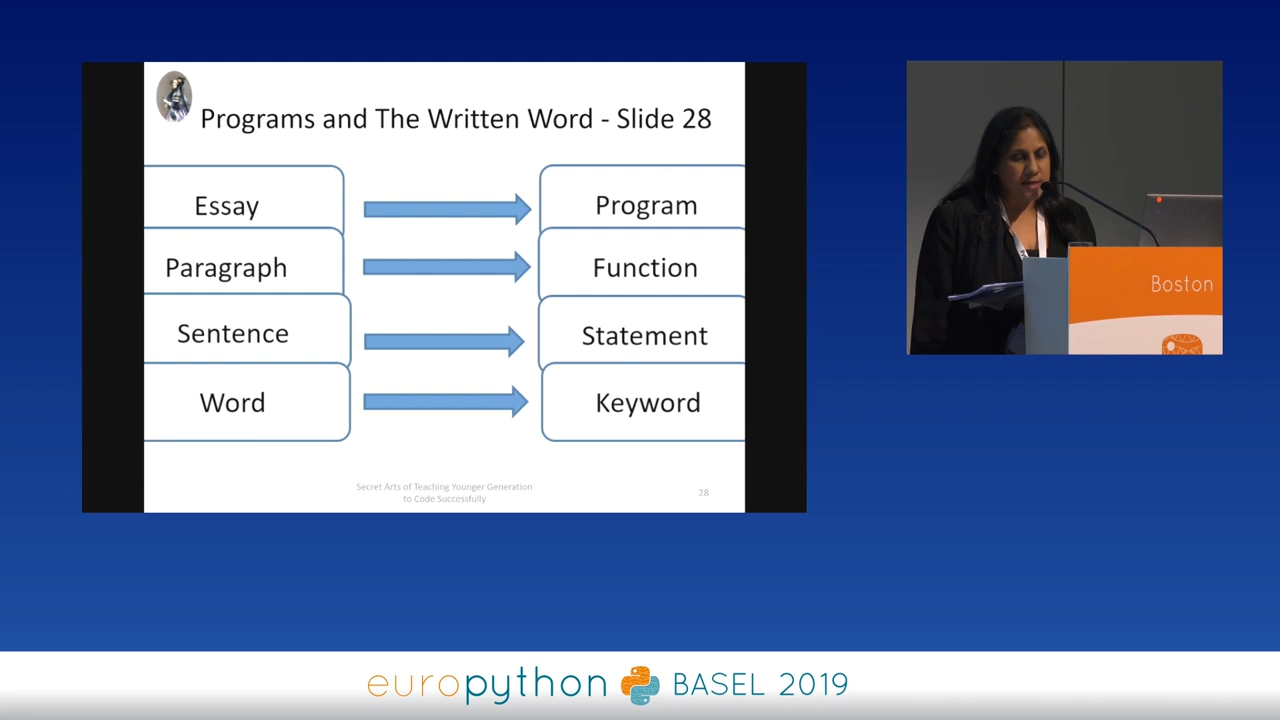 Programs and The Written Word - Slide 28
Essay
Program
Paragraph
Function
Sentence
Statement
Word
Keyword
Secret Arts of Teaching Younger Generation
to Code Successfully
28
Boston
europython
BASEL 2019